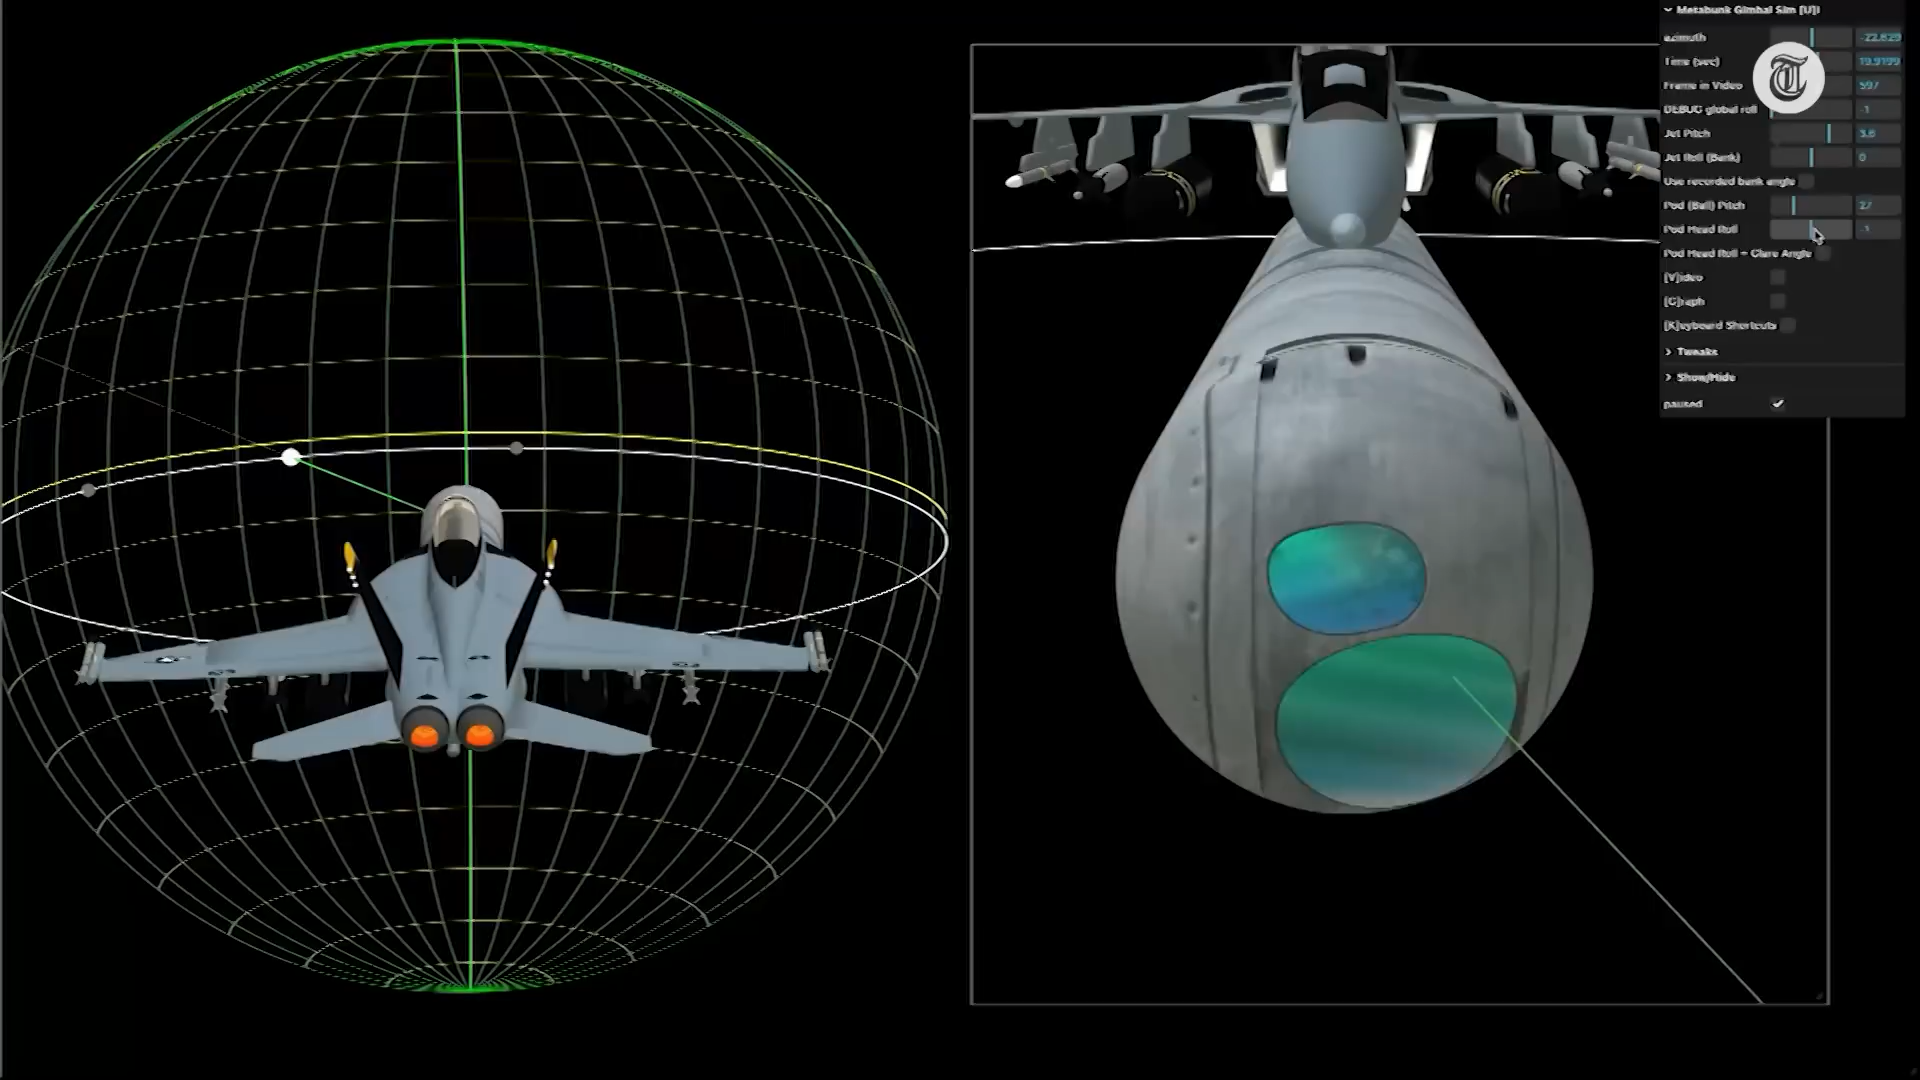 Metabunk Gimbal Sim [U]I
azimuth -22.829
Time (sec) 19.9199
Frame in Video 597
DEBUG global roll -1
Jet Pitch 3.6
Jet Roll (Bank) 0
Use recorded bank angle
Pod (Ball) Pitch 27
Pod Head Roll -1
Pod Head Roll - Glare Angle
[V]ideo
[G]raph
[K]eyboard Shortcuts
Tweaks
Show/Hide
paused